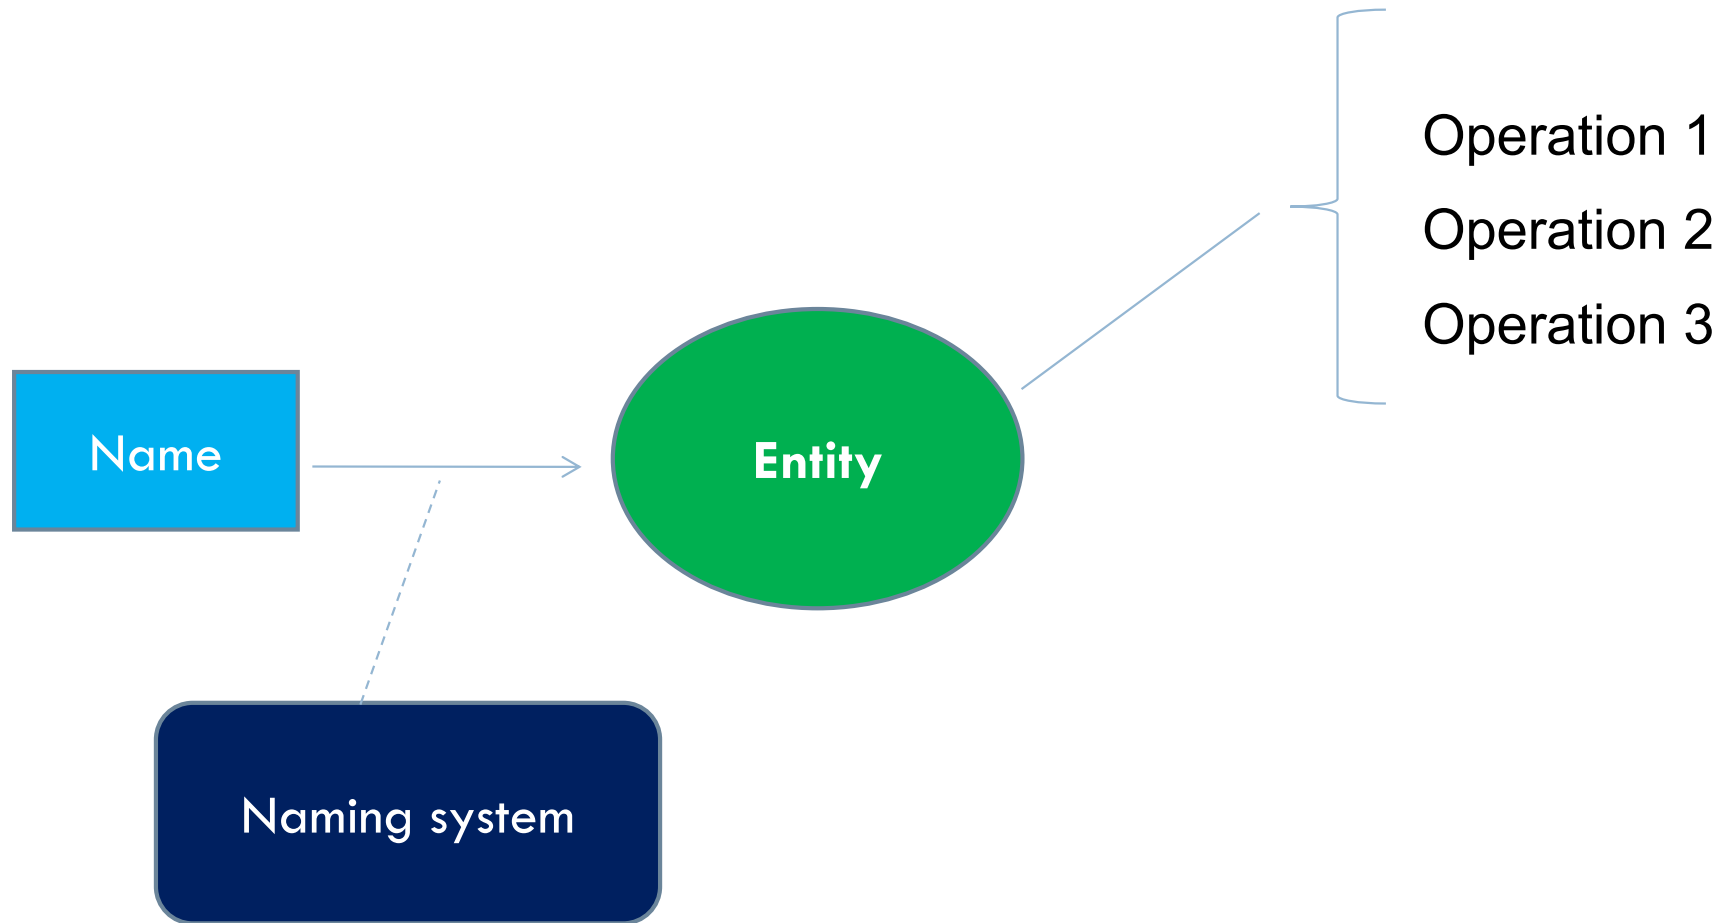 Operation 1
Operation 2
Operation 3
Name
Entity
Naming system